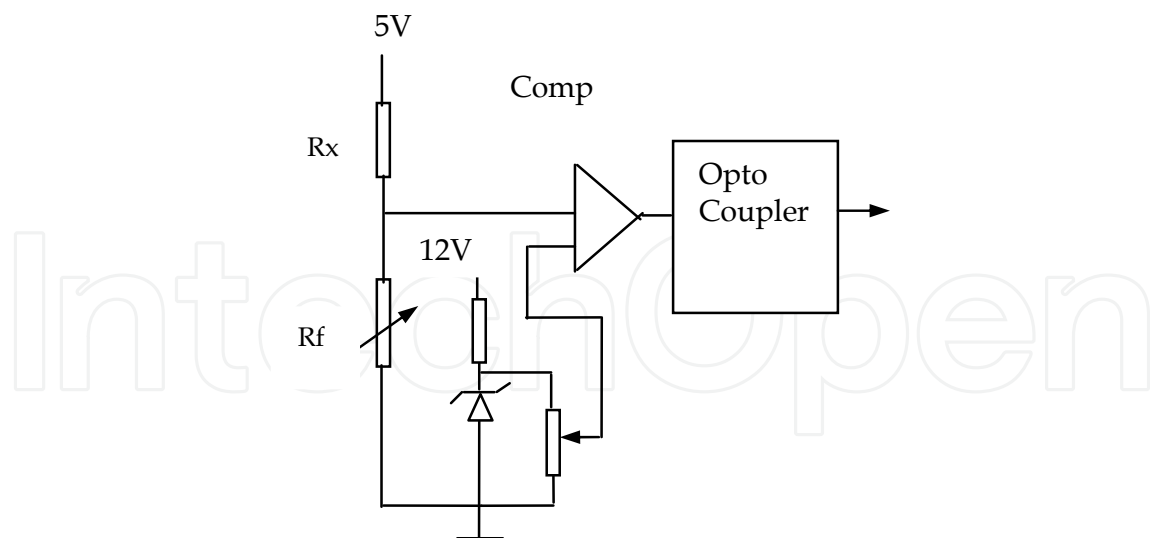 5V
Comp
Rx
Opto
Coupler
12V
Rf
IntechOpen